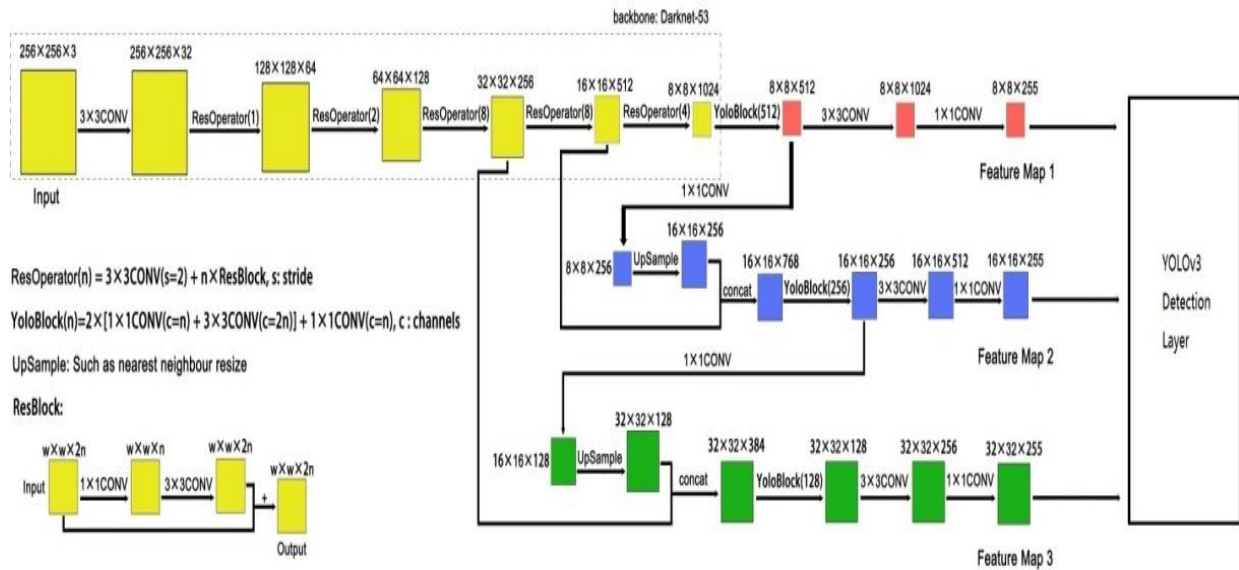 backbone: Darknet-53
256×256×3
256×256×32
128×128×64
64×64×128
32×32×256
16×16×512
8×8×1024
8×8×512
8×8×1024
8×8×255
3×3CONV
ResOperator(1)
ResOperator(2)
ResOperator(8)
ResOperator(8)
ResOperator(4)
YoloBlock(512)
3×3CONV
1×1CONV
Input
Feature Map 1
1×1CONV
16×16×256
8×8×256
UpSample
concat
16×16×768
YoloBlock(256)
16×16×256
3×3CONV
16×16×512
1×1CONV
16×16×255
Feature Map 2
YOLOv3
Detection
Layer
ResOperator(n) = 3×3CONV(s=2) + n×ResBlock, s: stride
YoloBlock(n)=2×[1×1CONV(c=n) + 3×3CONV(c=2n)] + 1×1CONV(c=n), c : channels
UpSample: Such as nearest neighbour resize
ResBlock:
1×1CONV
32×32×128
16×16×128
UpSample
concat
32×32×384
YoloBlock(128)
32×32×128
3×3CONV
32×32×256
1×1CONV
32×32×255
Feature Map 3
w×w×2n
w×w×n
w×w×2n
w×w×2n
Input
1×1CONV
3×3CONV
+
Output